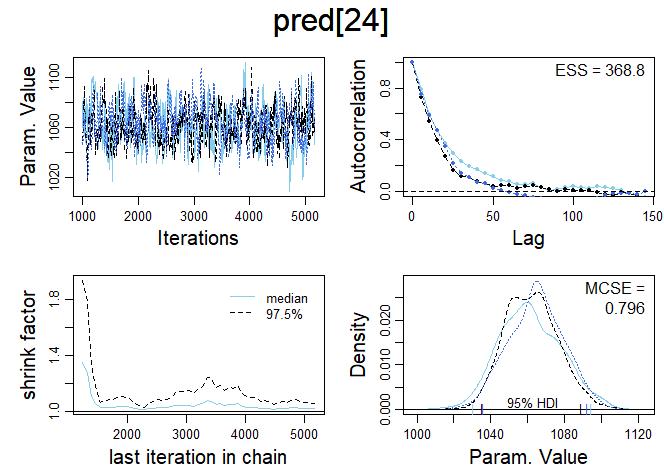 pred[24]
Param. Value
1020
1060
1100
1000
2000
3000
4000
5000
Iterations
Autocorrelation
0.0
0.4
0.8
ESS = 368.8
0
50
100
150
Lag
shrink factor
1.0
1.4
1.8
median
97.5%
2000
3000
4000
5000
last iteration in chain
Density
0.000
0.010
0.020
MCSE =
0.796
95% HDI
1000
1040
1080
1120
Param. Value